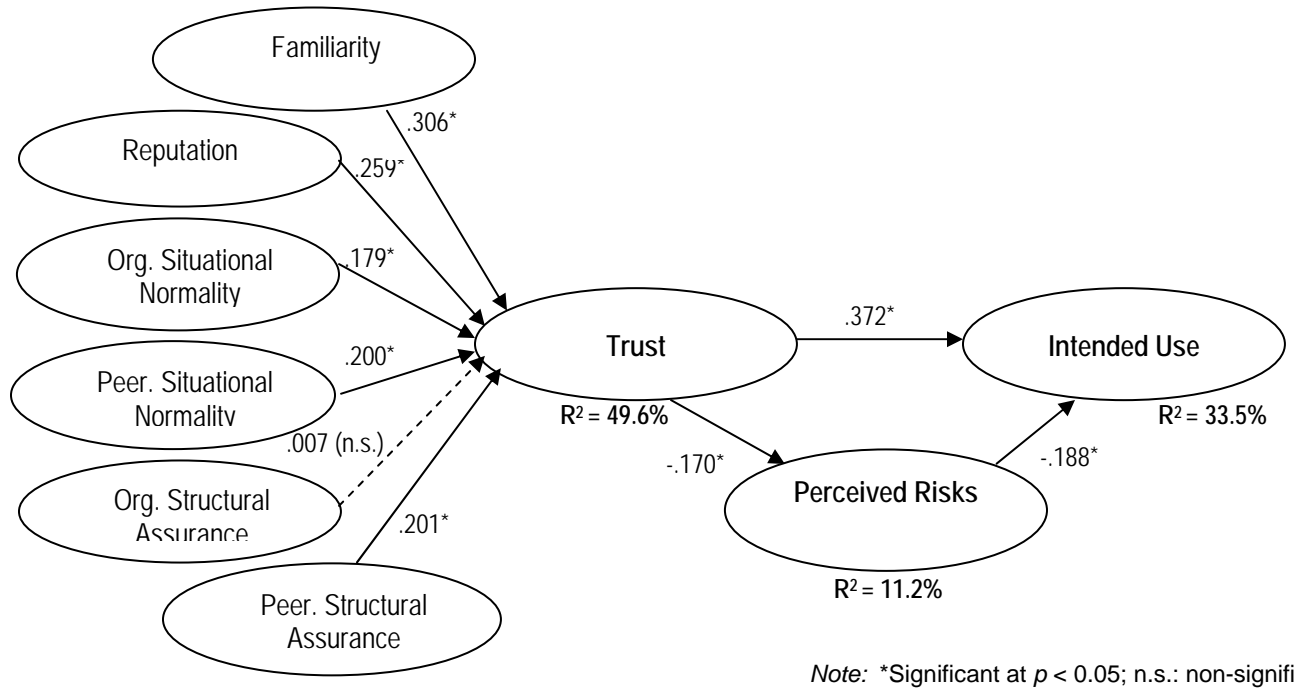 Familiarity
.306*
Reputation
.259*
Org. Situational
Normality
.179*
Peer. Situational
Normality
.200*
.007 (n.s.)
Org. Structural
Assurance
.201*
Peer. Structural
Assurance
Trust
R² = 49.6%
.372*
Intended Use
R² = 33.5%
-.170*
-.188*
Perceived Risks
R² = 11.2%
Note: *Significant at p < 0.05; n.s.: non-signifi